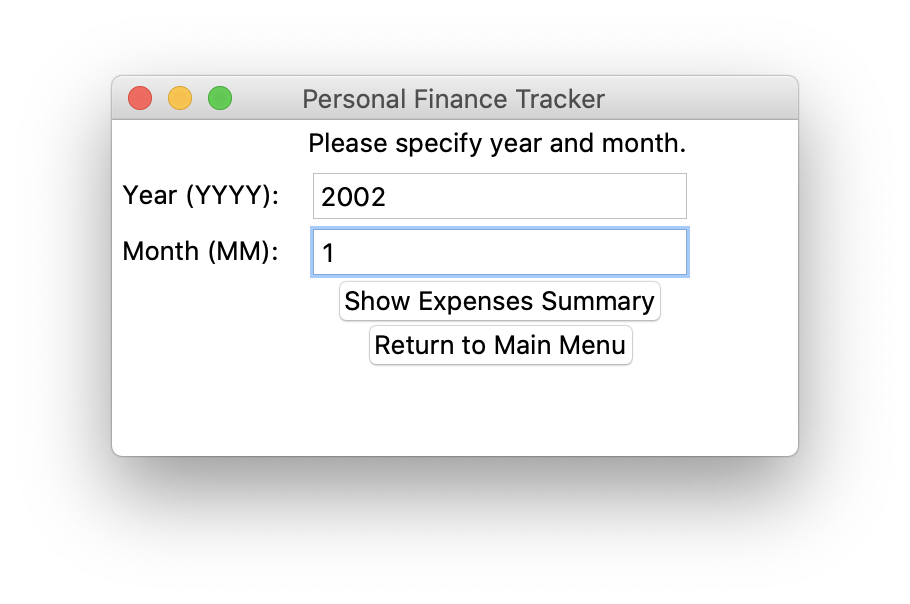 Personal Finance Tracker
Please specify year and month.
Year (YYYY): 2002
Month (MM): 1
Show Expenses Summary
Return to Main Menu